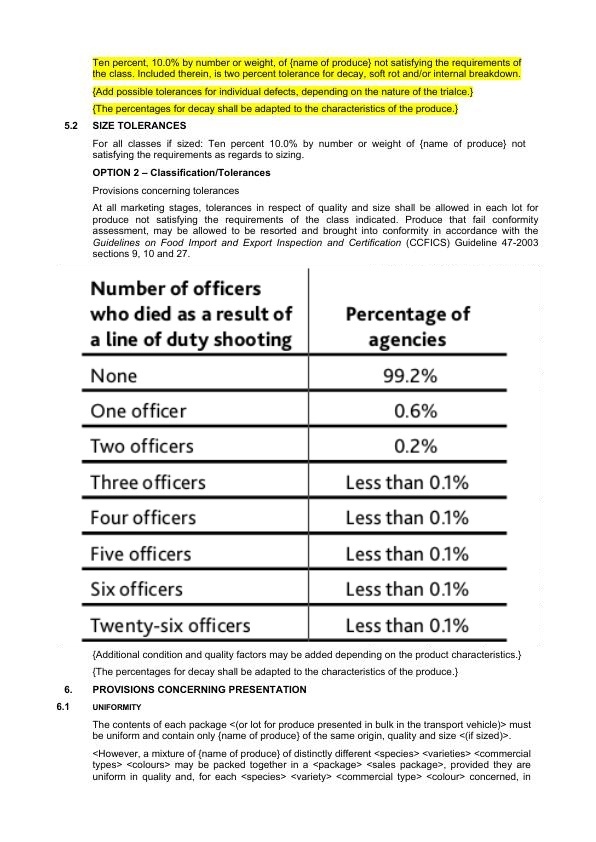 Ten percent, 10.0% by number or weight, of {name of produce} not satisfying the requirements of
the class. Included therein, is two percent tolerance for decay, soft rot and/or internal breakdown.
{Add possible tolerances for individual defects, depending on the nature of the trialce.}
{The percentages for decay shall be adapted to the characteristics of the produce.}
5.2 SIZE TOLERANCES
For all classes if sized: Ten percent 10.0% by number or weight of {name of produce} not
satisfying the requirements as regards to sizing.
OPTION 2 – Classification/Tolerances
Provisions concerning tolerances
At all marketing stages, tolerances in respect of quality and size shall be allowed in each lot for
produce not satisfying the requirements of the class indicated. Produce that fail conformity
assessment, may be allowed to be resorted and brought into conformity in accordance with the
Guidelines on Food Import and Export Inspection and Certification (CCFICS) Guideline 47-2003
sections 9, 10 and 27.
Number of officers
who died as a result of
a line of duty shooting
Percentage of
agencies
None 99.2%
One officer 0.6%
Two officers 0.2%
Three officers Less than 0.1%
Four officers Less than 0.1%
Five officers Less than 0.1%
Six officers Less than 0.1%
Twenty-six officers Less than 0.1%
{Additional condition and quality factors may be added depending on the product characteristics.}
{The percentages for decay shall be adapted to the characteristics of the produce.}
6. PROVISIONS CONCERNING PRESENTATION
6.1 UNIFORMITY
The contents of each package <(or lot for produce presented in bulk in the transport vehicle)> must
be uniform and contain only {name of produce} of the same origin, quality and size <(if sized)>.
<However, a mixture of {name of produce} of distinctly different <species> <varieties> <commercial
types> <colours> may be packed together in a <package> <sales package>, provided they are
uniform in quality and, for each <species> <variety> <commercial type> <colour> concerned, in